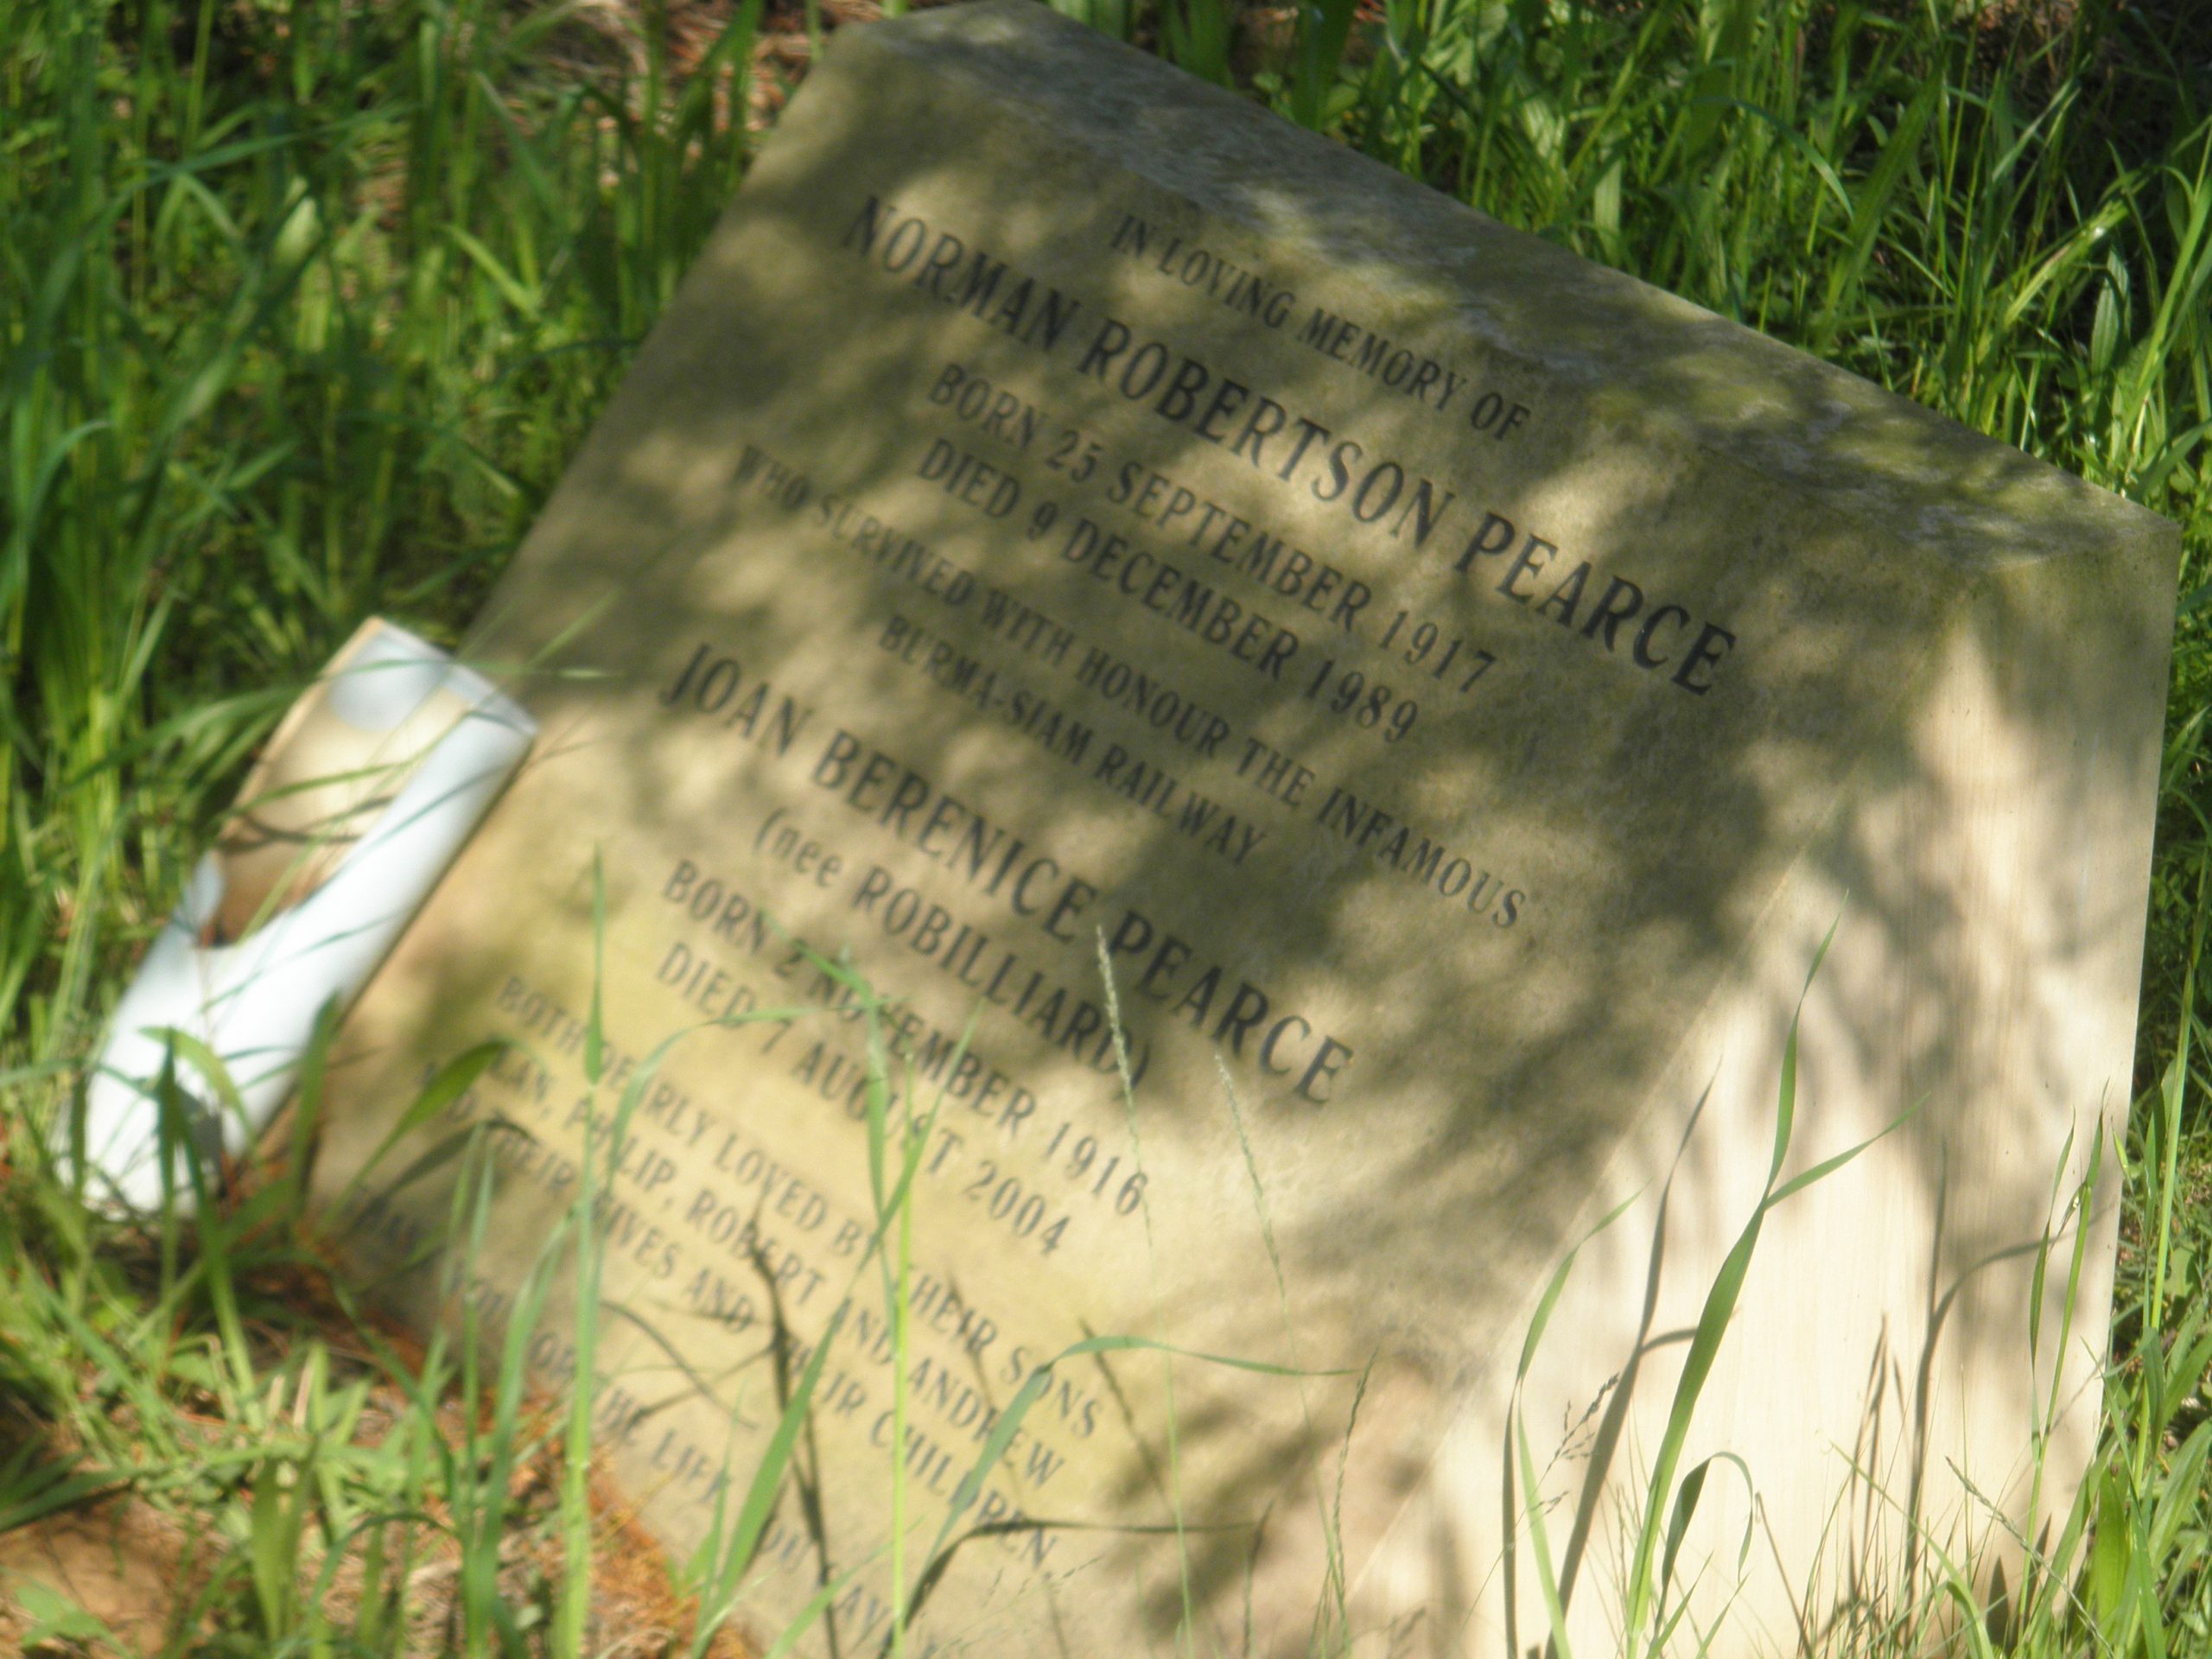 IN LOVING MEMORY OF
NORMAN ROBERTSON PEARCE
BORN 25 SEPTEMBER 1917
DIED 9 DECEMBER 1989
WHO SURVIVED WITH HONOUR THE INFAMOUS
BURMA-SIAM RAILWAY
JOAN BERENICE PEARCE
(nee ROBILLIARD)
BORN 2 NOVEMBER 1916
DIED 7 AUGUST 2004
BOTH DEARLY LOVED BY THEIR SONS
PHILIP, ROBERT AND ANDREW
THEIR WIVES AND THEIR CHILDREN.
THE LIFE